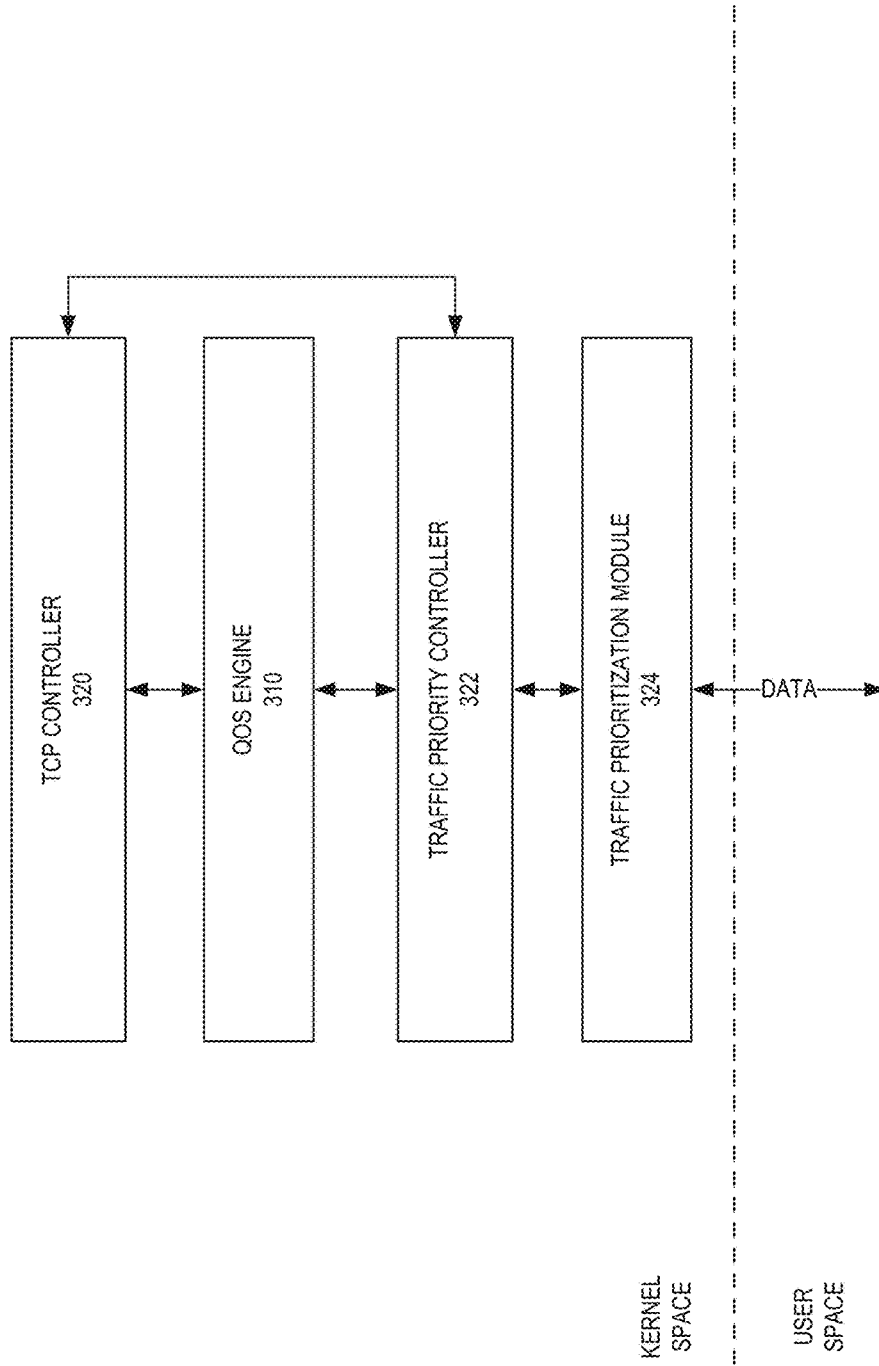 TCP CONTROLLER
320
QOS ENGINE
310
TRAFFIC PRIORITY CONTROLLER
322
TRAFFIC PRIORITIZATION MODULE
324
KERNEL
SPACE
DATA
USER
SPACE